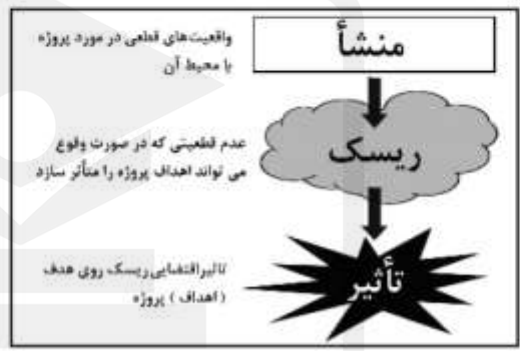 منشأ
واقعیت‌های قطعی در مورد پروژه
یا محیط آن
ریسک
عدم قطعیتی که در صورت وقوع
می تواند اهداف پروژه را متأثر سازد
تأثیر
تاثیراقتضایی ریسک روی هدف
( اهداف ) پروژه